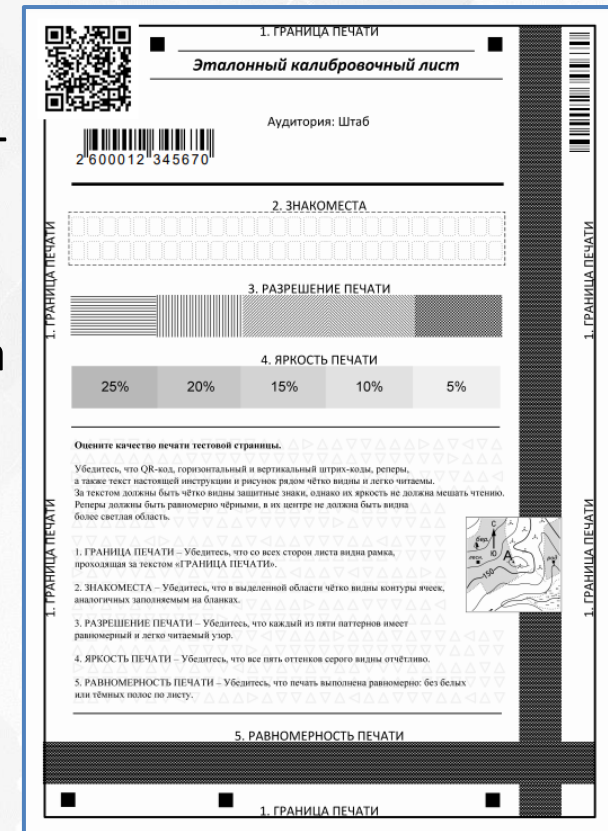 1. ГРАНИЦА ПЕЧАТИ
Эталонный калибровочный лист
Аудитория: Штаб
2 600012 345670
2. ЗНАКОМЕСТА
1. ГРАНИЦА ПЕЧАТИ
1. ГРАНИЦА ПЕЧАТИ
3. РАЗРЕШЕНИЕ ПЕЧАТИ
4. ЯРКОСТЬ ПЕЧАТИ
25% 20% 15% 10% 5%
Оцените качество печати тестовой страницы.
Убедитесь, что QR-код, горизонтальный и вертикальный штрих-коды, реперы,
а также текст настоящей инструкции и рисунок рядом чётко видны и легко читаемы.
За текстом должны быть чётко видны защитные знаки, однако их яркость не должна мешать чтению.
Реперы должны быть равномерно чёрными, в их центре не должна быть видна
более светлая область.
1. ГРАНИЦА ПЕЧАТИ
1. ГРАНИЦА ПЕЧАТИ
С
бер.
А
Ю
150
1. ГРАНИЦА ПЕЧАТИ – Убедитесь, что со всех сторон листа видна рамка,
проходящая за текстом «ГРАНИЦА ПЕЧАТИ».
2. ЗНАКОМЕСТА – Убедитесь, что в выделенной области чётко видны контуры ячеек,
аналогичных заполняемым на бланках.
3. РАЗРЕШЕНИЕ ПЕЧАТИ – Убедитесь, что каждый из пяти паттернов имеет
равномерный и легко читаемый узор.
4. ЯРКОСТЬ ПЕЧАТИ – Убедитесь, что все пять оттенков серого видны отчётливо.
5. РАВНОМЕРНОСТЬ ПЕЧАТИ – Убедитесь, что печать выполнена равномерно: без белых
или тёмных полос по листу.
5. РАВНОМЕРНОСТЬ ПЕЧАТИ
1. ГРАНИЦА ПЕЧАТИ